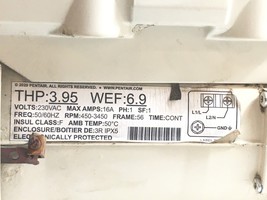 © 2020 PENTAIR. ALL RIGHTS RESERVED. WWW.PENTAIR.COM
THP:3.95 WEF:6.9
VOLTS:230VAC MAX AMPS:16A PH:1 SF:1
FREQ:50/60HZ RPM:450-3450 FRAME:56 TIME:CONT
INSUL CLASS:F AMB TEMP:50°C
ENCLOSURE/BOITIER DE:3R IPX5
ELECTRONICALLY PROTECTED
L1/L
L2/N
GND